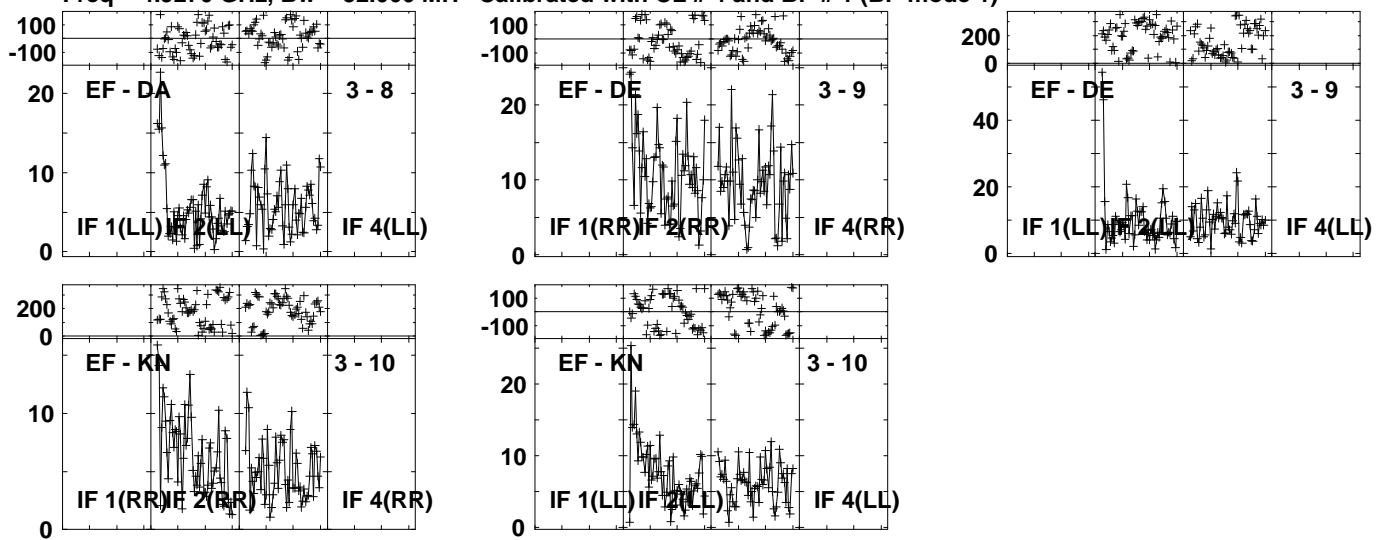 100
-100
EF - DA 3 - 8
20
10
0
IF 1(LL) IF 2(LL) IF 4(LL)
100
-100
EF - DE 3 - 9
20
10
0
IF 1(RR) IF 2(RR) IF 4(RR)
200
0
EF - DE 3 - 9
40
20
0
IF 1(LL) IF 2(LL) IF 4(LL)
200
0
EF - KN 3 - 10
10
0
IF 1(RR) IF 2(RR) IF 4(RR)
100
-100
EF - KN 3 - 10
20
10
0
IF 1(LL) IF 2(LL) IF 4(LL)